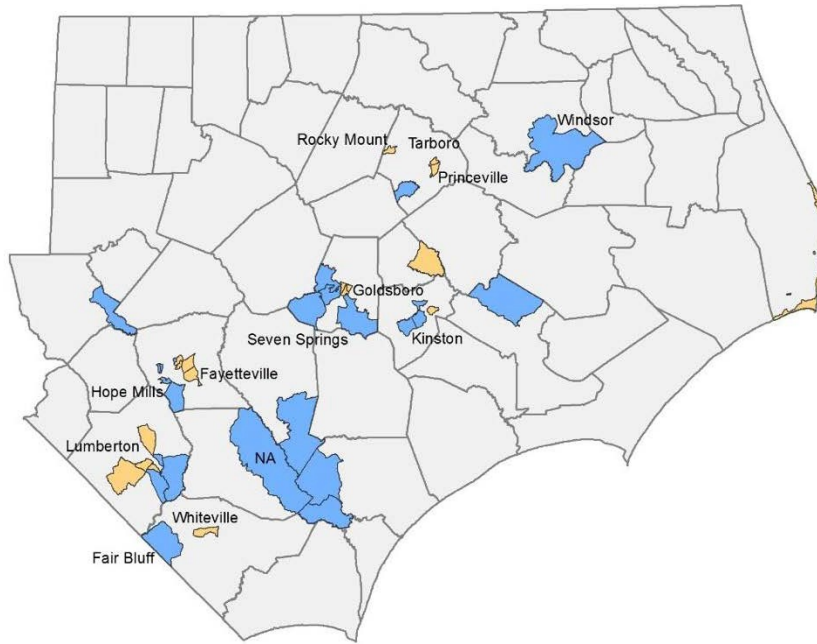 Windsor
Rocky Mount
Tarboro
Princeville
Goldsboro
Seven Springs
Kinston
Fayetteville
Hope Mills
Lumberton
NA
Whiteville
Fair Bluff